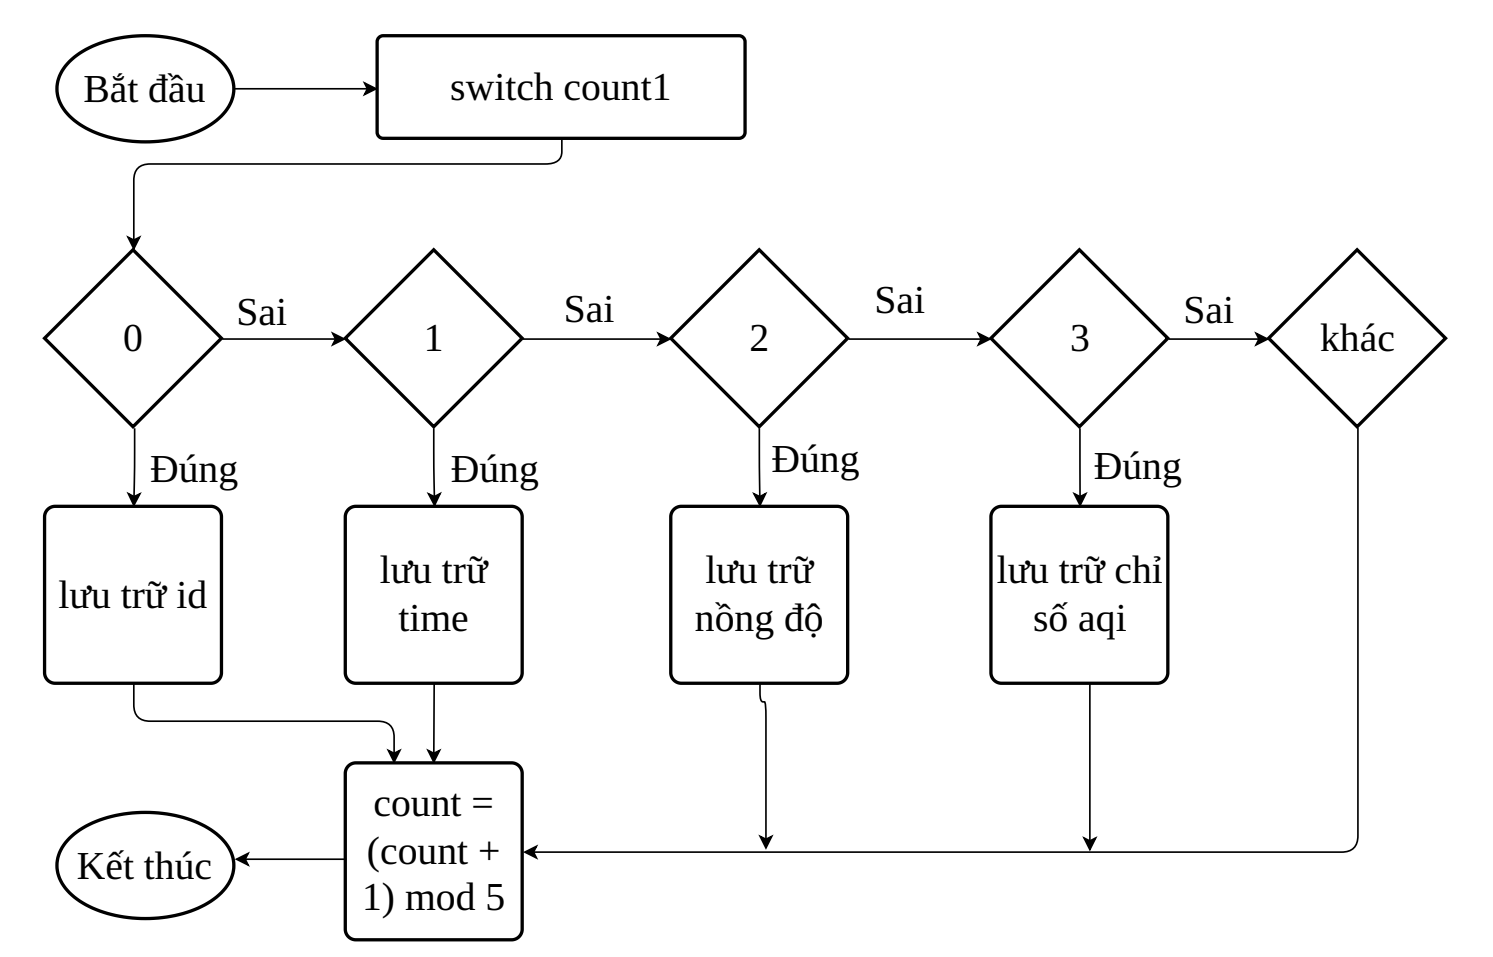 Bắt đầu
switch count1
0
Sai
1
Sai
2
Sai
3
Sai
khác
Đúng
Đúng
Đúng
Đúng
lưu trữ id
lưu trữ
time
lưu trữ
nồng độ
lưu trữ chỉ
số aqi
count =
(count +
1) mod 5
Kết thúc